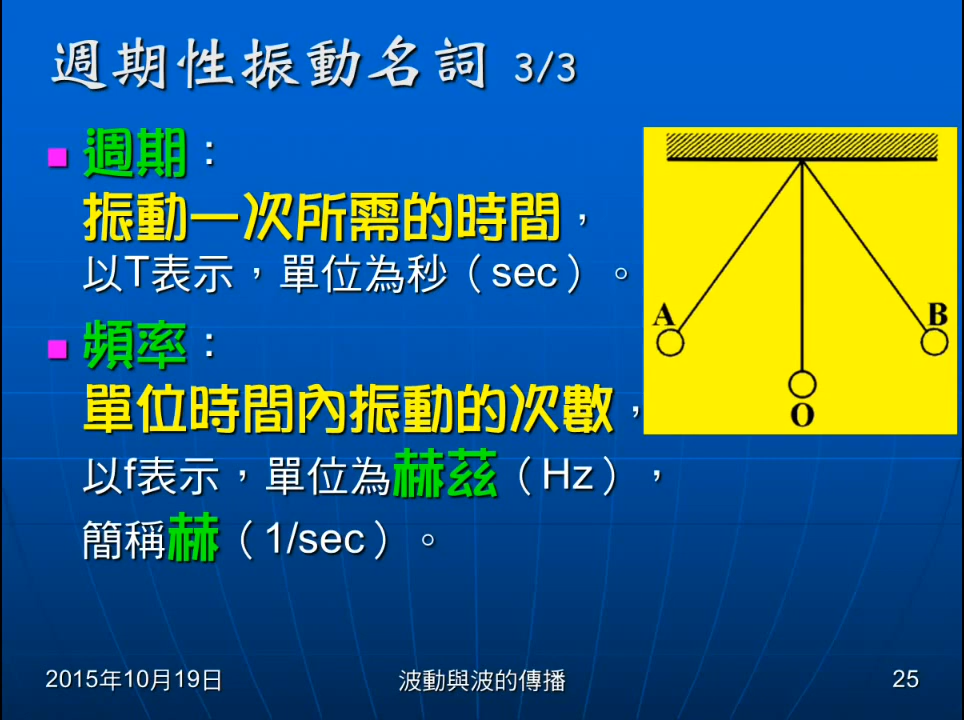 週期性振動名詞 3/3
週期：
振動一次所需的時間，
以T表示，單位為秒（sec）。
頻率：
單位時間內振動的次數，
以f表示，單位為赫茲（Hz），
簡稱赫（1/sec）。
A
B
O
2015年10月19日
波動與波的傳播
25